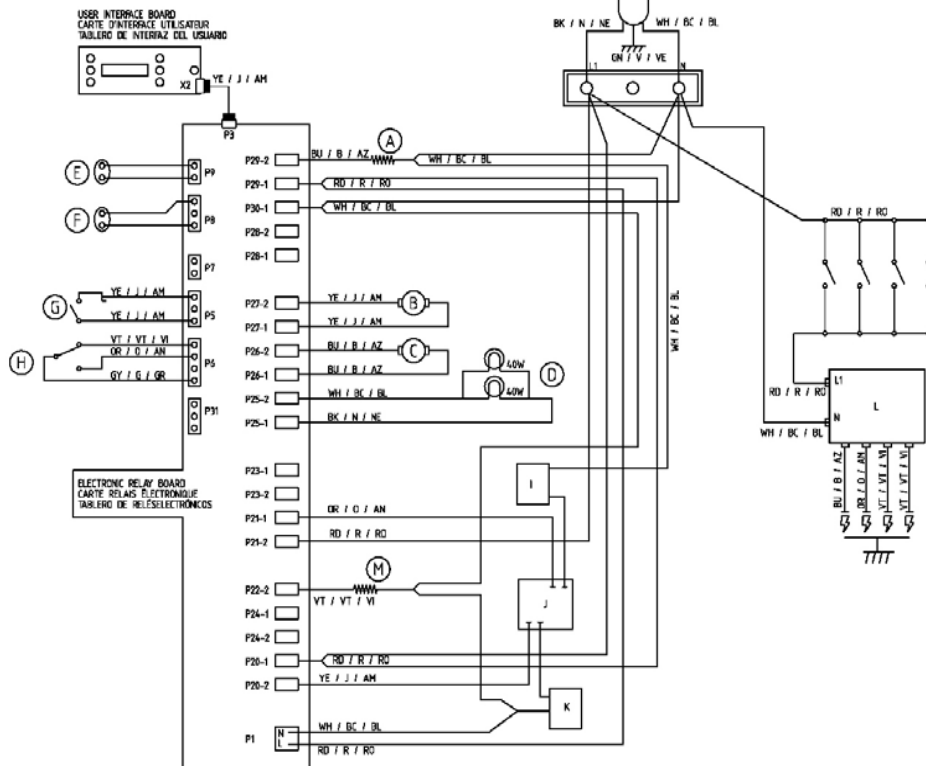 USER INTERFACE BOARD
CARTE D'INTERFACE UTILISATEUR
TABLERO DE INTERFAZ DEL USUARIO
X2
YE / J / AM
P3
BK / N / NE
WH / BC / BL
GN / V / VE
L1
N
E
P9
F
P8
P7
G
YE / J / AM
YE / J / AM
P5
H
VT / VT / VI
OR / O / AN
GY / G / GR
P6
P31
ELECTRONIC RELAY BOARD
CARTE RELAIS ÉLECTRONIQUE
TABLERO DE RELÉSELECTRÓNICOS
P29-2
BU / B / AZ
A
WH / BC / BL
P29-1
RD / R / RO
P30-1
WH / BC / BL
P28-2
P28-1
P27-2
YE / J / AM
B
P27-1
YE / J / AM
P26-2
BU / B / AZ
C
P26-1
BU / B / AZ
40W
D
P25-2
WH / BC / BL
40W
P25-1
BK / N / NE
P23-1
P23-2
I
P21-1
OR / O / AN
P21-2
RD / R / RO
P22-2
M
VT / VT / VI
J
P24-1
P24-2
P20-1
RD / R / RO
P20-2
YE / J / AM
K
P1
N
L
WH / BC / BL
RD / R / RO
WH / BC / BL
RD / R / RO
RD / R / RO
L1
L
N
WH / BC / BL
BU / B / AZ
OR / O / AN
VT / VT / VI
VT / VT / VI